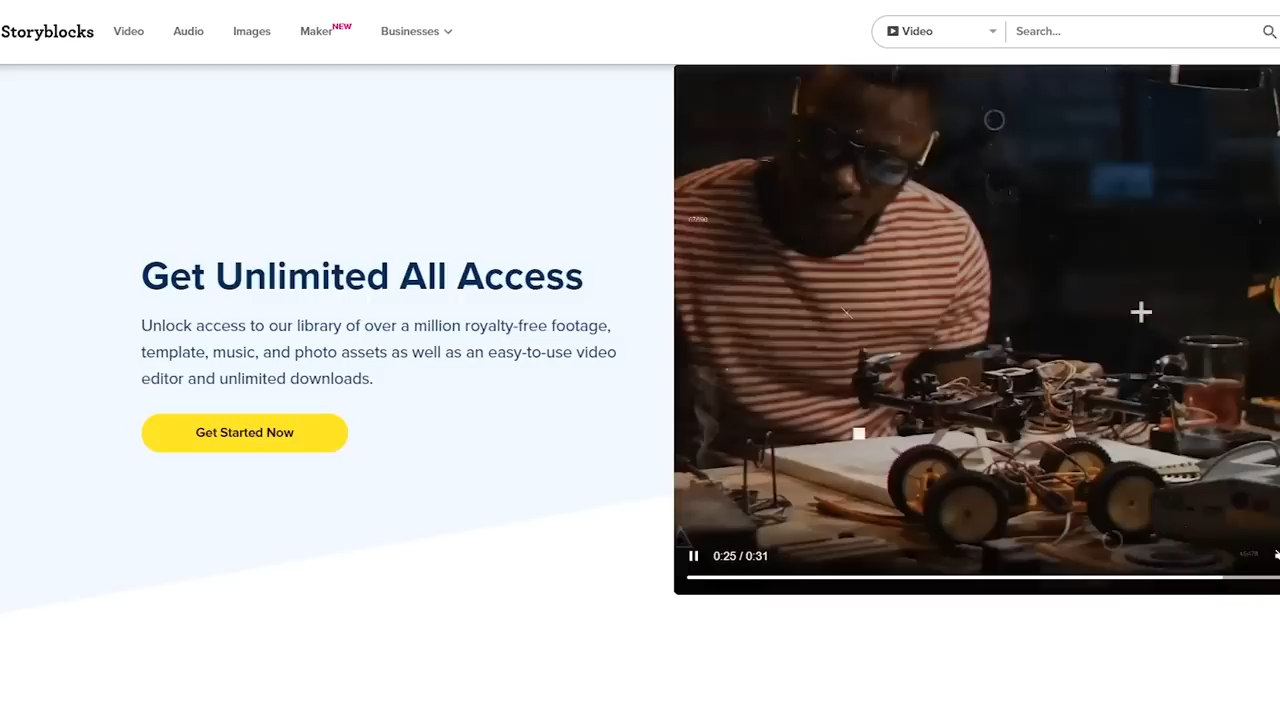 Storyblocks
Video
Audio
Images
Maker NEW
Businesses
Video
Search...
Get Unlimited All Access
Unlock access to our library of over a million royalty-free footage,
template, music, and photo assets as well as an easy-to-use video
editor and unlimited downloads.
Get Started Now
0:25 / 0:31